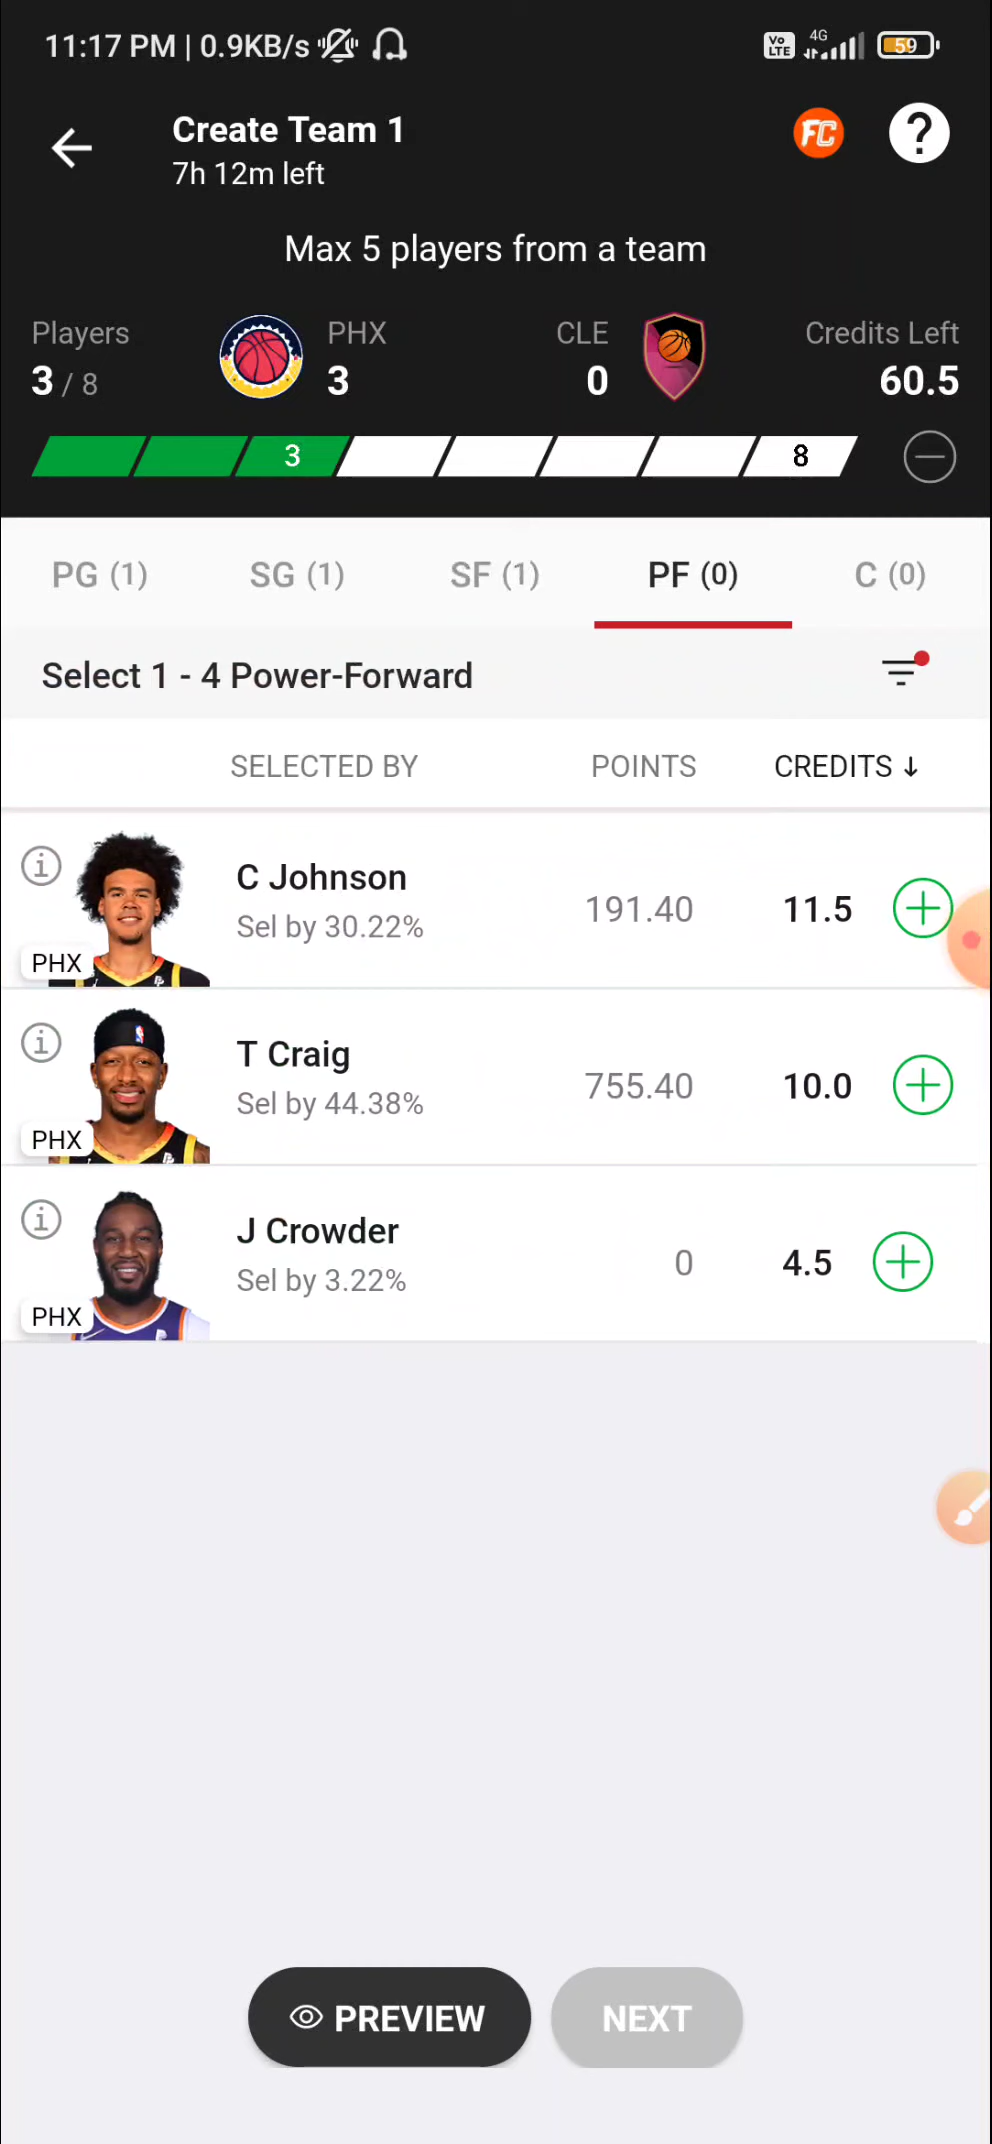 11:17 PM | 0.9KB/s
Vo LTE 4G 59
Create Team 1
7h 12m left
FC ?
Max 5 players from a team
Players PHX CLE Credits Left
3 / 8 3 0 60.5
3 8
PG (1) SG (1) SF (1) PF (0) C (0)
Select 1 - 4 Power-Forward
SELECTED BY POINTS CREDITS ↓
C Johnson
Sel by 30.22%
191.40 11.5
PHX
T Craig
Sel by 44.38%
755.40 10.0
PHX
J Crowder
Sel by 3.22%
0 4.5
PHX
PREVIEW NEXT